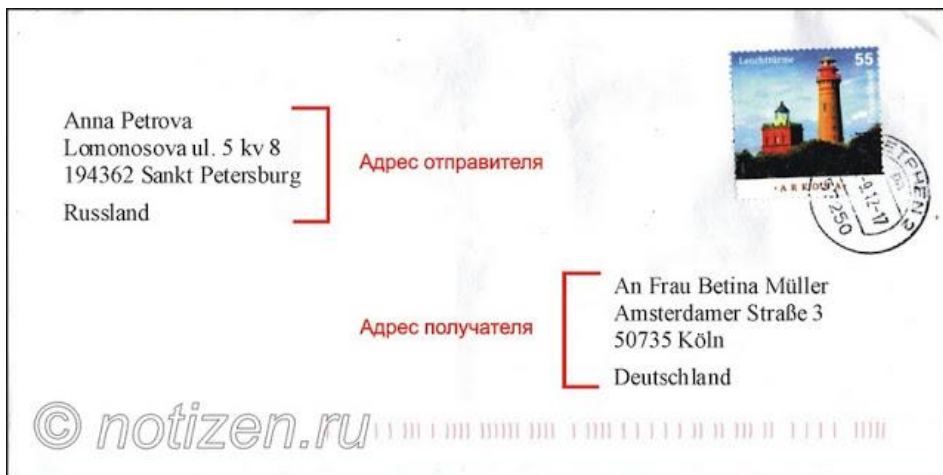 Leuchttürme 55
Anna Petrova
Lomonosova ul. 5 kv 8
194362 Sankt Petersburg
Russland
Адрес отправителя
·ARKONA·
An Frau Betina Müller
Amsterdamer Straße 3
50735 Köln
Deutschland
Адрес получателя
© notizen.ru